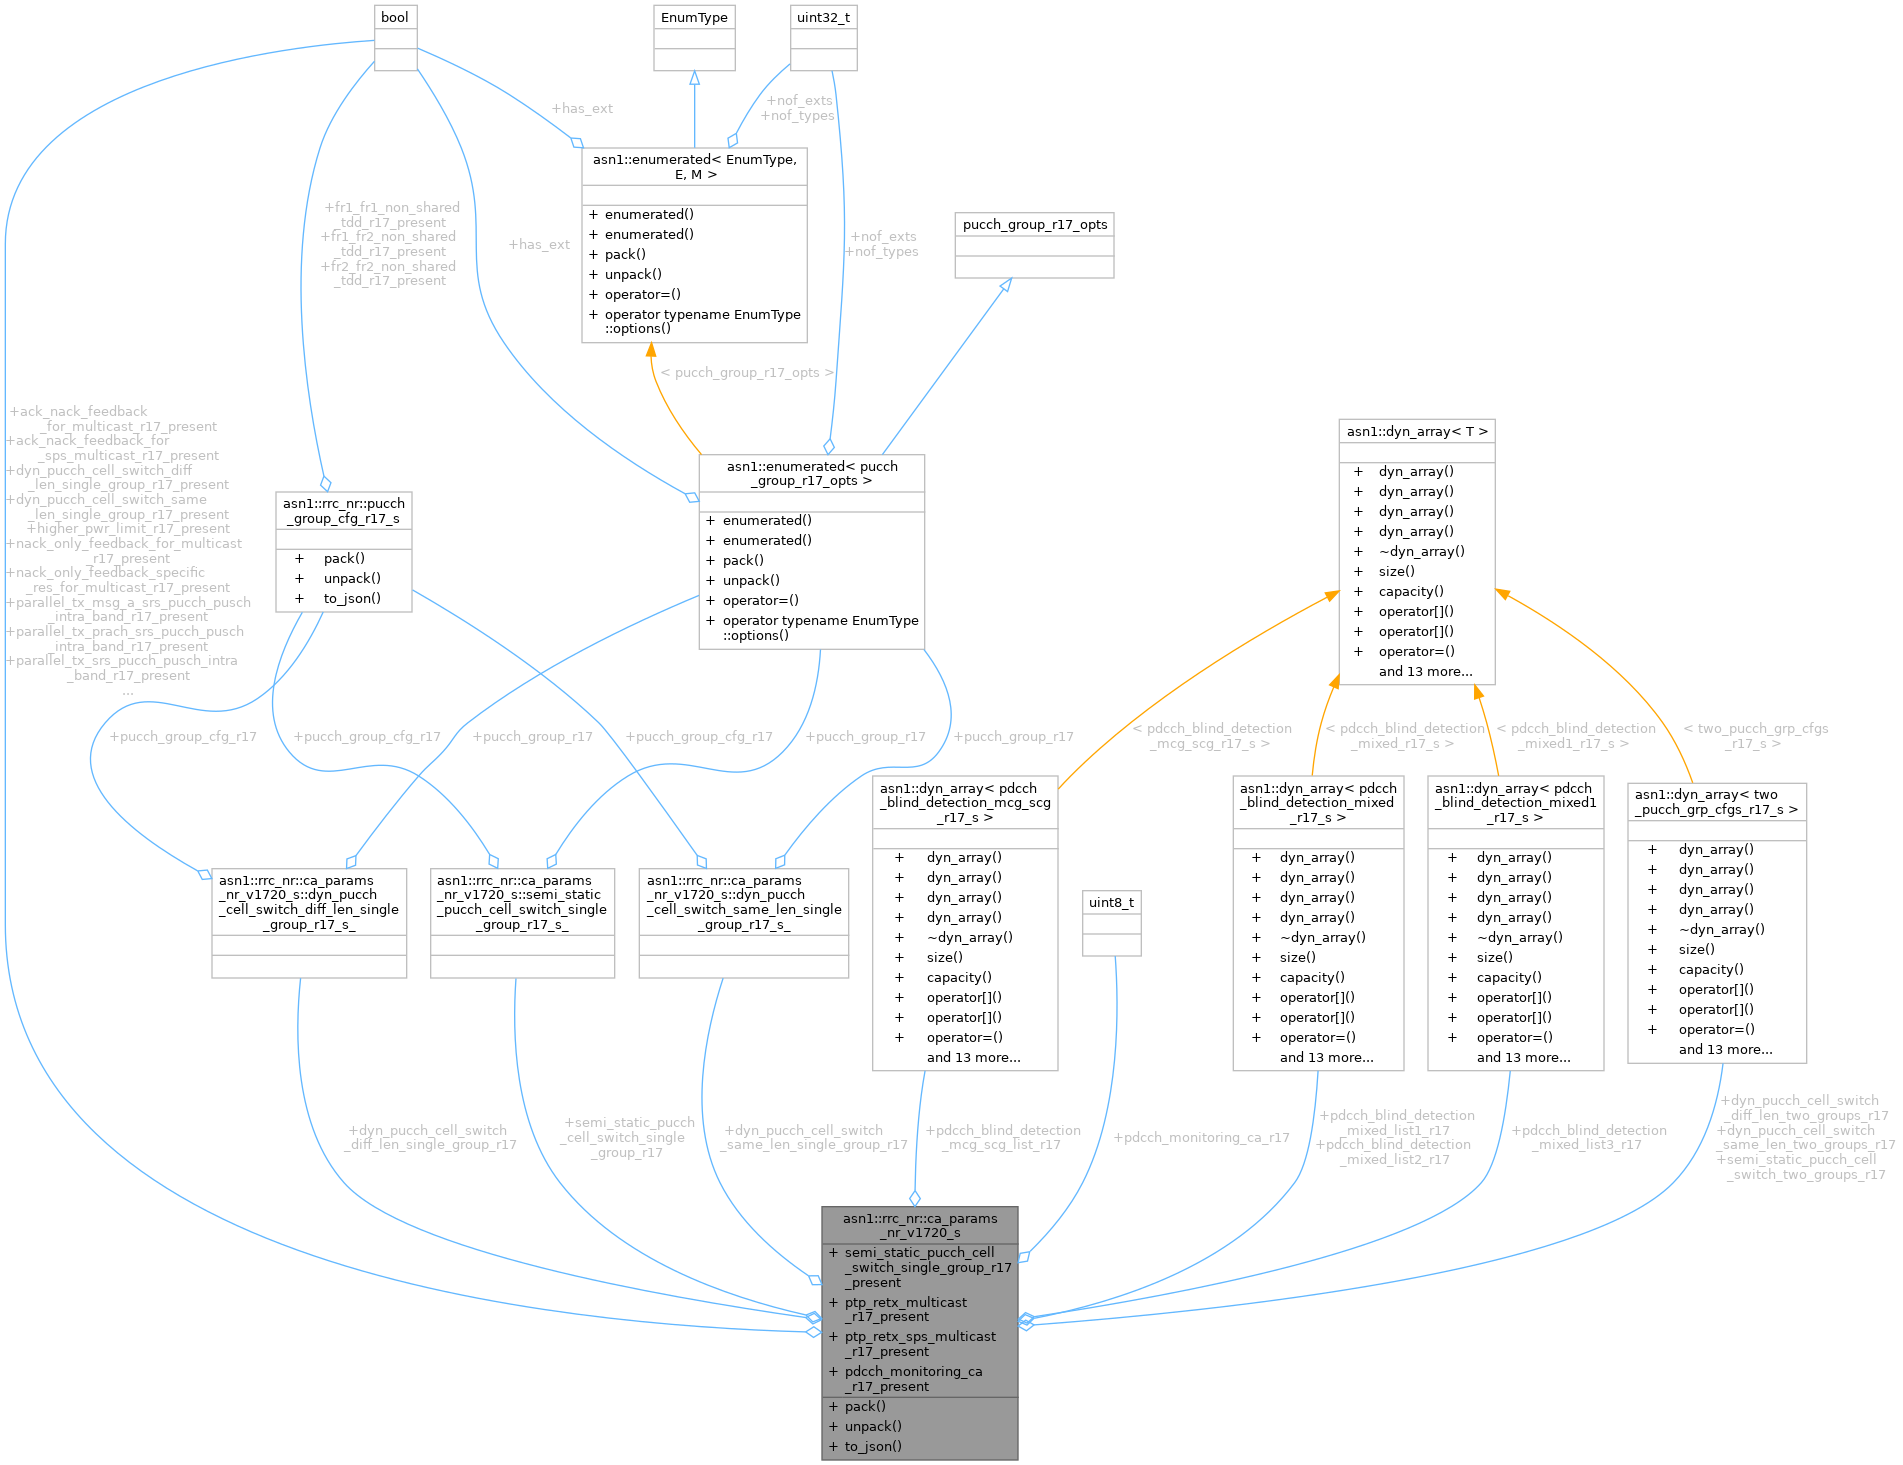 bool
EnumType
uint32_t
+has_ext
+nof_exts
+nof_types
asn1::enumerated< EnumType,
E, M >
+ enumerated()
+ enumerated()
+ pack()
+ unpack()
+ operator=()
+ operator typename EnumType
::options()
+fr1_fr1_non_shared
_tdd_r17_present
+fr1_fr2_non_shared
_tdd_r17_present
+fr2_fr2_non_shared
_tdd_r17_present
+has_ext
+nof_exts
+nof_types
pucch_group_r17_opts
< pucch_group_r17_opts >
+ack_nack_feedback
_for_multicast_r17_present
+ack_nack_feedback_for
_sps_multicast_r17_present
+dyn_pucch_cell_switch_diff
_len_single_group_r17_present
+dyn_pucch_cell_switch_same
_len_single_group_r17_present
+higher_pwr_limit_r17_present
+nack_only_feedback_for_multicast
_r17_present
+nack_only_feedback_specific
_res_for_multicast_r17_present
+parallel_tx_msg_a_srs_pucch_pusch
_intra_band_r17_present
+parallel_tx_prach_srs_pucch_pusch
_intra_band_r17_present
+parallel_tx_srs_pucch_pusch_intra
_band_r17_present
...
asn1::rrc_nr::pucch
_group_cfg_r17_s
+ pack()
+ unpack()
+ to_json()
asn1::enumerated< pucch
_group_r17_opts >
+ enumerated()
+ enumerated()
+ pack()
+ unpack()
+ operator=()
+ operator typename EnumType
::options()
asn1::dyn_array< T >
+ dyn_array()
+ dyn_array()
+ dyn_array()
+ dyn_array()
+ ~dyn_array()
+ size()
+ capacity()
+ operator[]()
+ operator[]()
+ operator=()
and 13 more...
+pucch_group_cfg_r17
+pucch_group_cfg_r17
+pucch_group_r17
+pucch_group_cfg_r17
+pucch_group_r17
+pucch_group_r17
< pdcch_blind_detection
_mcg_scg_r17_s >
< pdcch_blind_detection
_mixed_r17_s >
< pdcch_blind_detection
_mixed1_r17_s >
< two_pucch_grp_cfgs
_r17_s >
asn1::rrc_nr::ca_params
_nr_v1720_s::dyn_pucch
_cell_switch_diff_len_single
_group_r17_s_
asn1::rrc_nr::ca_params
_nr_v1720_s::semi_static
_pucch_cell_switch_single
_group_r17_s_
asn1::rrc_nr::ca_params
_nr_v1720_s::dyn_pucch
_cell_switch_same_len_single
_group_r17_s_
asn1::dyn_array< pdcch
_blind_detection_mcg_scg
_r17_s >
+ dyn_array()
+ dyn_array()
+ dyn_array()
+ dyn_array()
+ ~dyn_array()
+ size()
+ capacity()
+ operator[]()
+ operator[]()
+ operator=()
and 13 more...
uint8_t
asn1::dyn_array< pdcch
_blind_detection_mixed
_r17_s >
+ dyn_array()
+ dyn_array()
+ dyn_array()
+ dyn_array()
+ ~dyn_array()
+ size()
+ capacity()
+ operator[]()
+ operator[]()
+ operator=()
and 13 more...
asn1::dyn_array< pdcch
_blind_detection_mixed1
_r17_s >
+ dyn_array()
+ dyn_array()
+ dyn_array()
+ dyn_array()
+ ~dyn_array()
+ size()
+ capacity()
+ operator[]()
+ operator[]()
+ operator=()
and 13 more...
asn1::dyn_array< two
_pucch_grp_cfgs_r17_s >
+ dyn_array()
+ dyn_array()
+ dyn_array()
+ dyn_array()
+ ~dyn_array()
+ size()
+ capacity()
+ operator[]()
+ operator[]()
+ operator=()
and 13 more...
+dyn_pucch_cell_switch
_diff_len_single_group_r17
+semi_static_pucch
_cell_switch_single
_group_r17
+dyn_pucch_cell_switch
_same_len_single_group_r17
+pdcch_blind_detection
_mcg_scg_list_r17
+pdcch_monitoring_ca_r17
+pdcch_blind_detection
_mixed_list1_r17
+pdcch_blind_detection
_mixed_list2_r17
+pdcch_blind_detection
_mixed_list3_r17
+dyn_pucch_cell_switch
_diff_len_two_groups_r17
+dyn_pucch_cell_switch
_same_len_two_groups_r17
+semi_static_pucch_cell
_switch_two_groups_r17
asn1::rrc_nr::ca_params
_nr_v1720_s
+ semi_static_pucch_cell
_switch_single_group_r17
_present
+ ptp_retx_multicast
_r17_present
+ ptp_retx_sps_multicast
_r17_present
+ pdcch_monitoring_ca
_r17_present
+ pack()
+ unpack()
+ to_json()